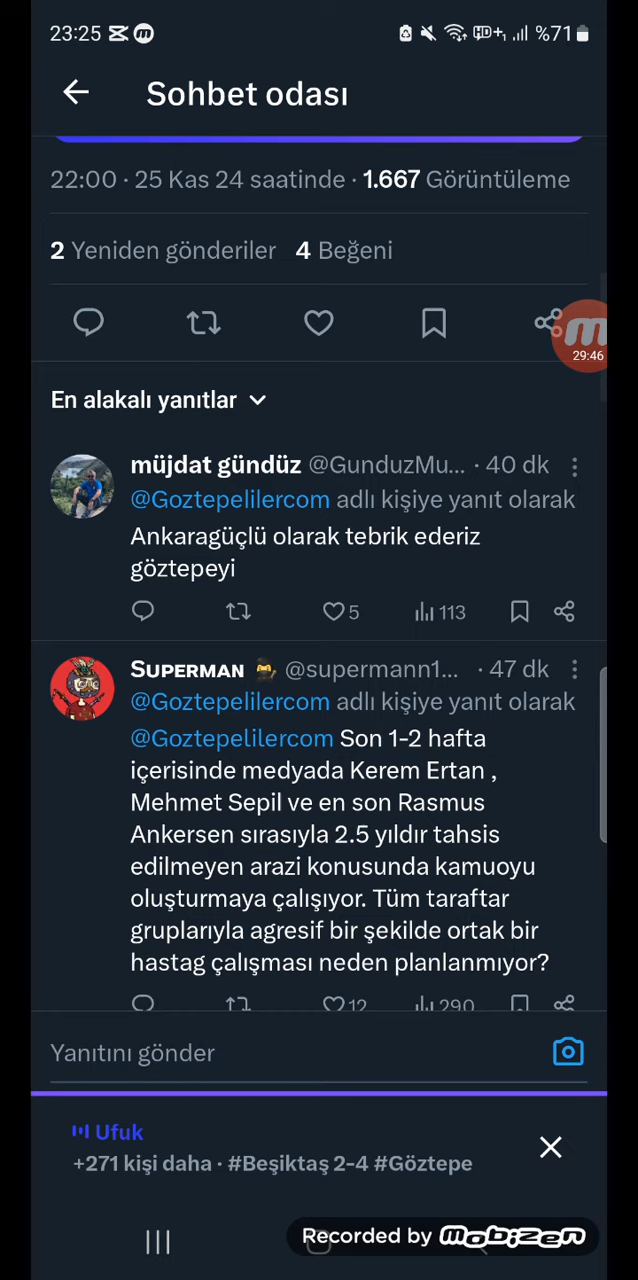 23:25
HD+
%71
Sohbet odası
22:00 · 25 Kas 24 saatinde · 1.667 Görüntüleme
2 Yeniden gönderiler 4 Beğeni
29:46
En alakalı yanıtlar
müjdat gündüz @GunduzMu... · 40 dk
@Goztepelilercom adlı kişiye yanıt olarak
Ankaragüçlü olarak tebrik ederiz
göztepeyi
5 113
SUPERMAN @supermann1... · 47 dk
@Goztepelilercom adlı kişiye yanıt olarak
@Goztepelilercom Son 1-2 hafta
içerisinde medyada Kerem Ertan ,
Mehmet Sepil ve en son Rasmus
Ankersen sırasıyla 2.5 yıldır tahsis
edilmeyen arazi konusunda kamuoyu
oluşturmaya çalışıyor. Tüm taraftar
gruplarıyla agresif bir şekilde ortak bir
hastag çalışması neden planlanmıyor?
12 290
Yanıtını gönder
Ufuk
+271 kişi daha · #Beşiktaş 2-4 #Göztepe
Recorded by mobizen